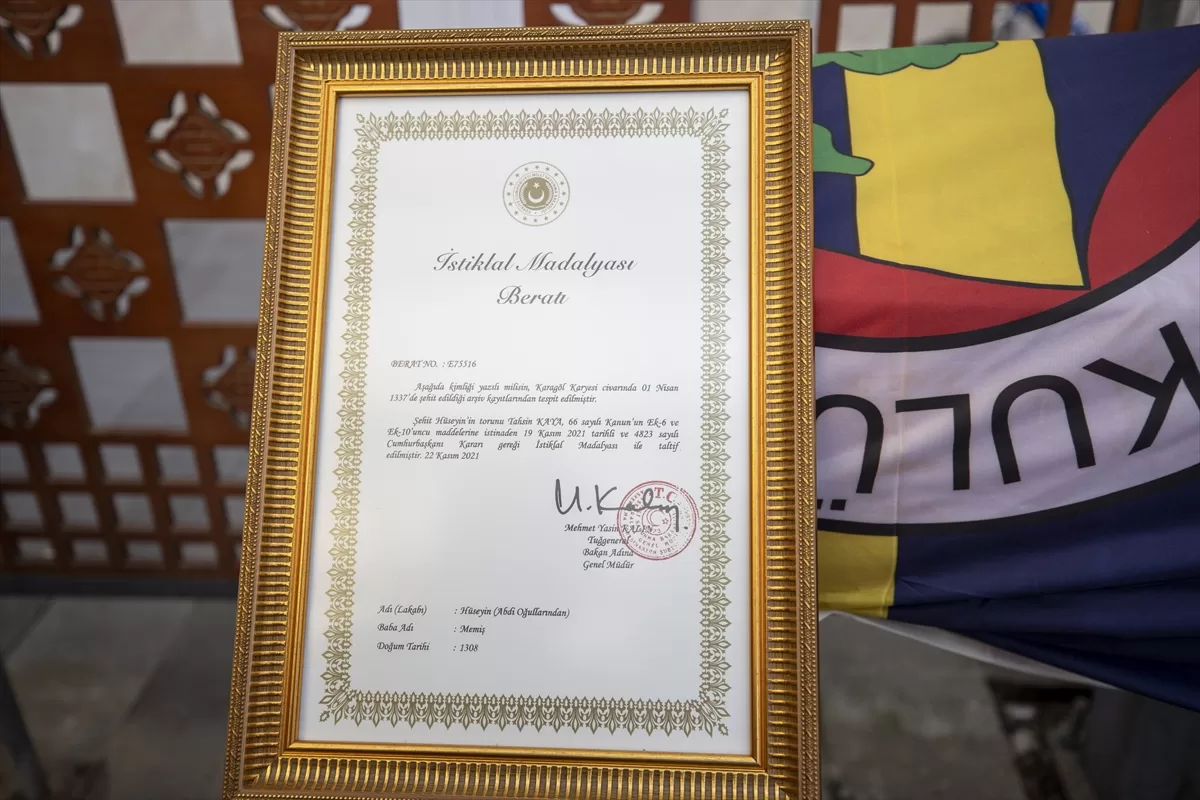 İstiklal Madalyası
Beratı
BERAT NO. : E75516
Aşağıda kimliği yazılı milisin, Karagöl Karyesi civarında 01 Nisan
1337'de şehit edildiği arşiv kayıtlarından tespit edilmiştir.
Şehit Hüseyin'in torunu Tahsin KAYA, 66 sayılı Kanun'un Ek-6 ve
Ek-10'uncu maddelerine istinaden 19 Kasım 2021 tarihli ve 4823 sayılı
Cumhurbaşkanı Kararı gereği İstiklal Madalyası ile taltif
edilmiştir. 22 Kasım 2021
M. Kalın
T.C.
Mehmet Yasin KALIN
Tuğgeneral
Bakan Adına
Genel Müdür
Adı (Lakabı) : Hüseyin (Abdi Oğullarından)
Baba Adı : Memiş
Doğum Tarihi : 1308
KULÜ